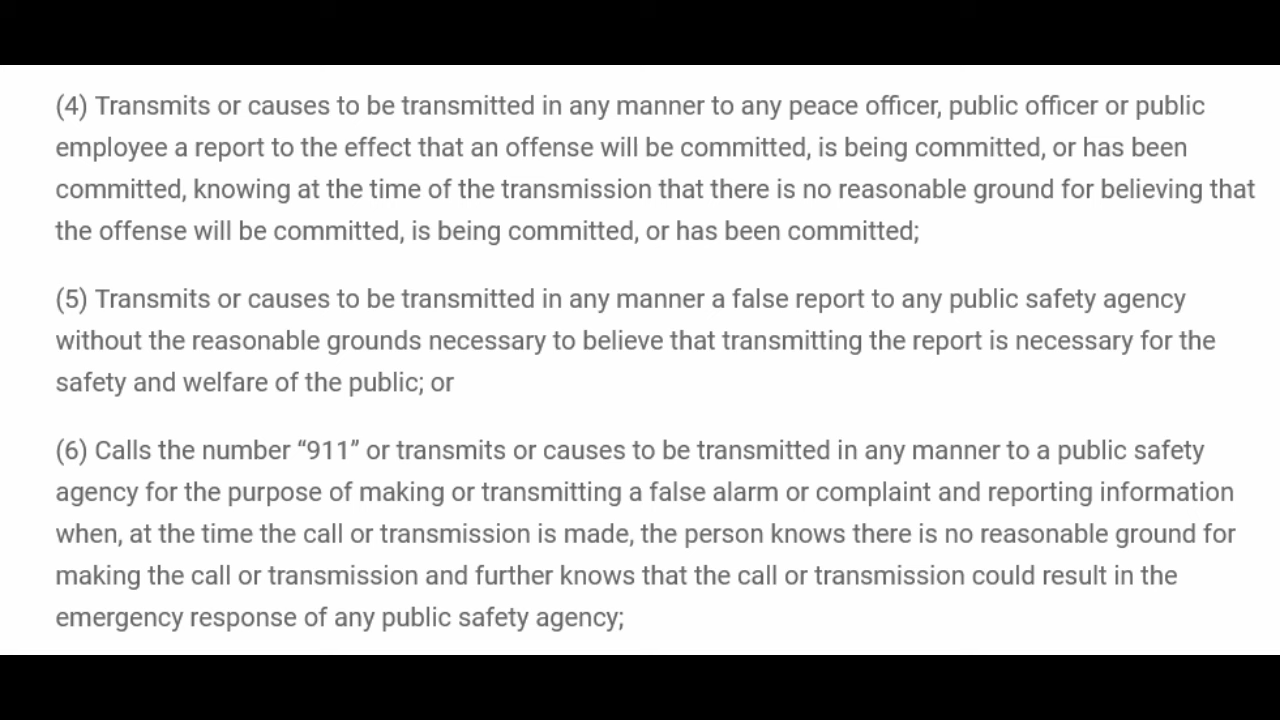 (4) Transmits or causes to be transmitted in any manner to any peace officer, public officer or public
employee a report to the effect that an offense will be committed, is being committed, or has been
committed, knowing at the time of the transmission that there is no reasonable ground for believing that
the offense will be committed, is being committed, or has been committed;
(5) Transmits or causes to be transmitted in any manner a false report to any public safety agency
without the reasonable grounds necessary to believe that transmitting the report is necessary for the
safety and welfare of the public; or
(6) Calls the number “911” or transmits or causes to be transmitted in any manner to a public safety
agency for the purpose of making or transmitting a false alarm or complaint and reporting information
when, at the time the call or transmission is made, the person knows there is no reasonable ground for
making the call or transmission and further knows that the call or transmission could result in the
emergency response of any public safety agency;